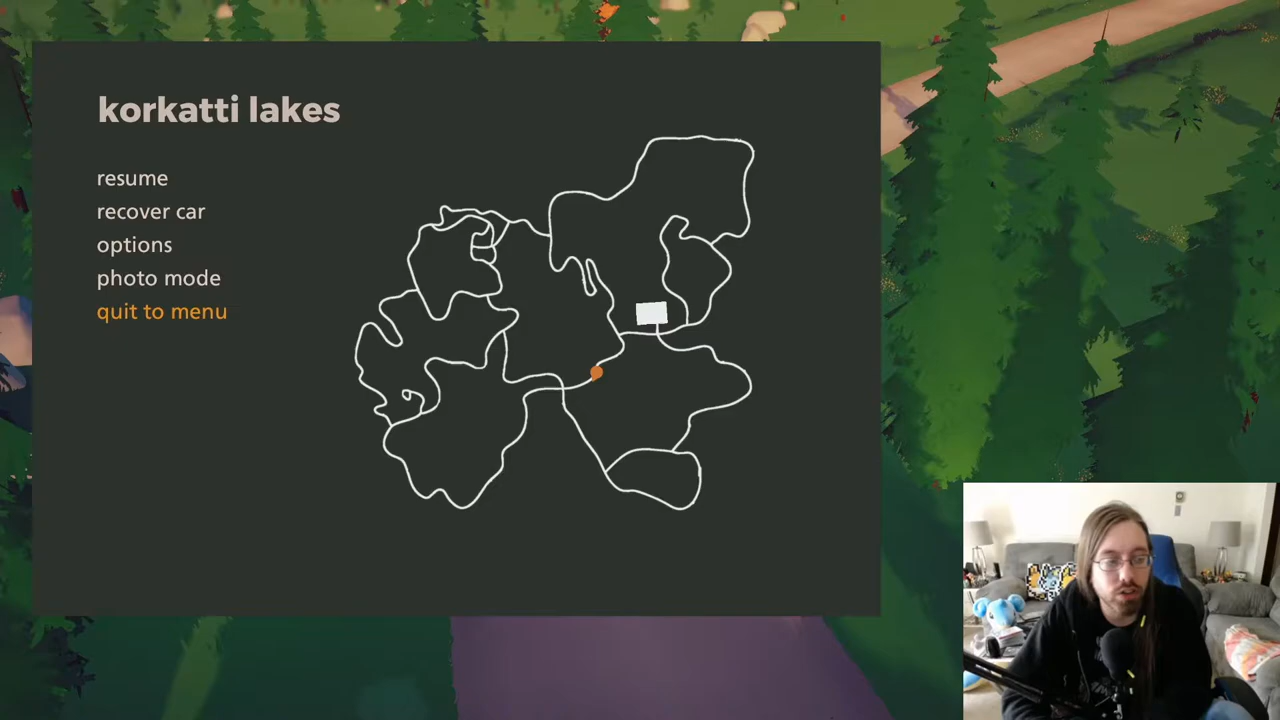 korkatti lakes
resume
recover car
options
photo mode
quit to menu